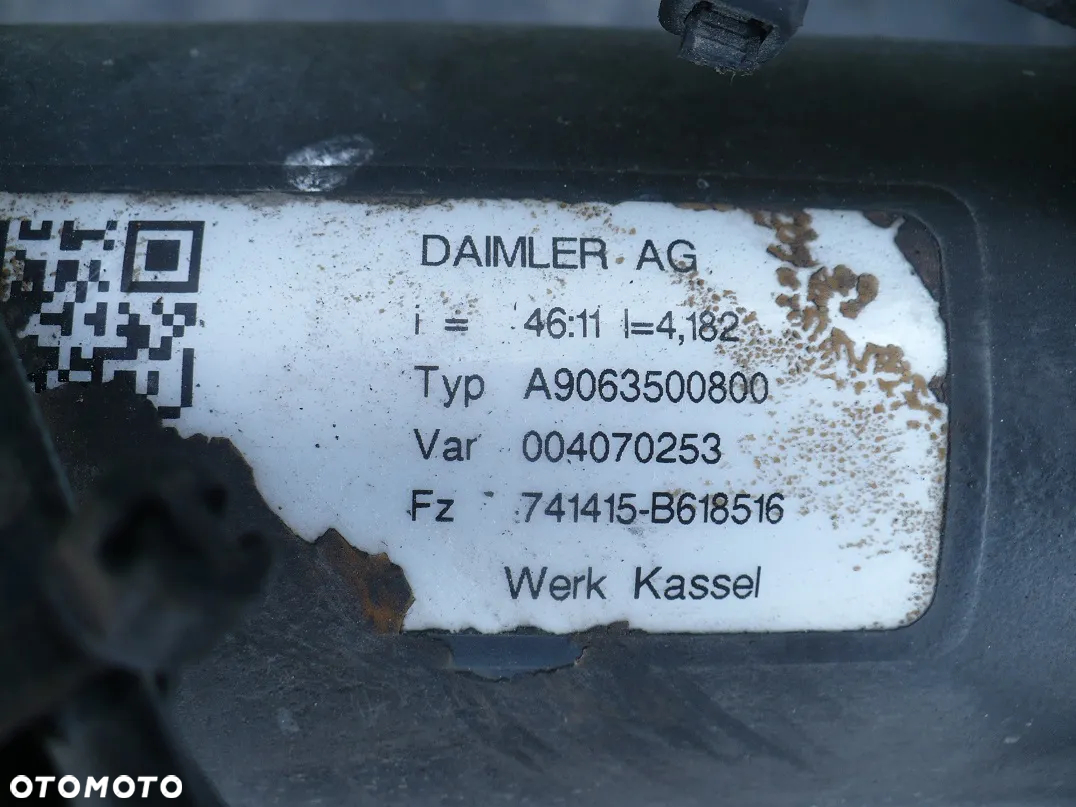 DAIMLER AG
i = 46:11 I=4,182
Typ A9063500800
Var 004070253
Fz 741415-B618516
Werk Kassel
OTOMOTO